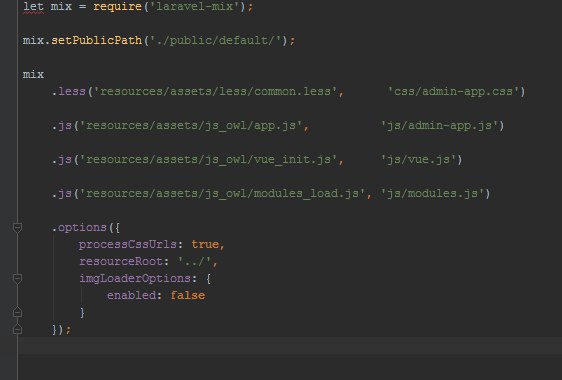 let mix = require('laravel-mix');
mix.setPublicPath('./public/default/');
mix
.less('resources/assets/less/common.less', 'css/admin-app.css')
.js('resources/assets/js_owl/app.js', 'js/admin-app.js')
.js('resources/assets/js_owl/vue_init.js', 'js/vue.js')
.js('resources/assets/js_owl/modules_load.js', 'js/modules.js')
.options({
processCssUrls: true,
resourceRoot: '../',
imgLoaderOptions: {
enabled: false
}
});